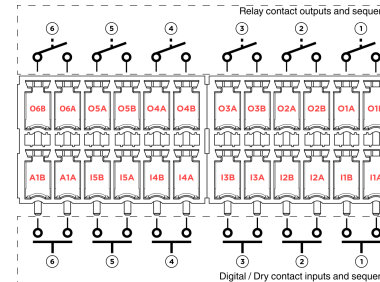 Relay contact outputs and seque
6 5 4 3 2 1
O6B O6A O5A O5B O4A O4B O3A O3B O2A O2B O1A
A1B A1A I5B I5A I4B I4A I3B I3A I2B I2A I1B
6 5 4 3 2 1
Digital / Dry contact inputs and seque